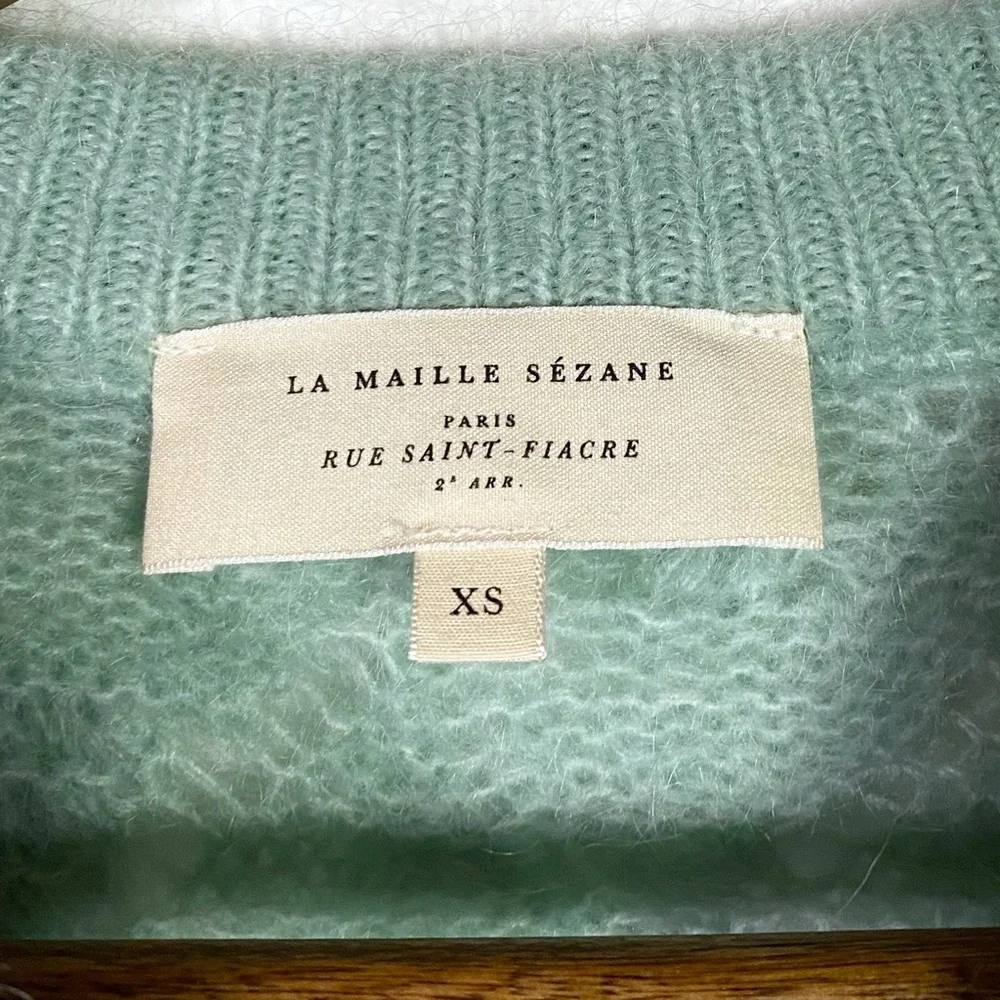 LA MAILLE SÉZANE
PARIS
RUE SAINT-FIACRE
2ᴱ ARR.
XS